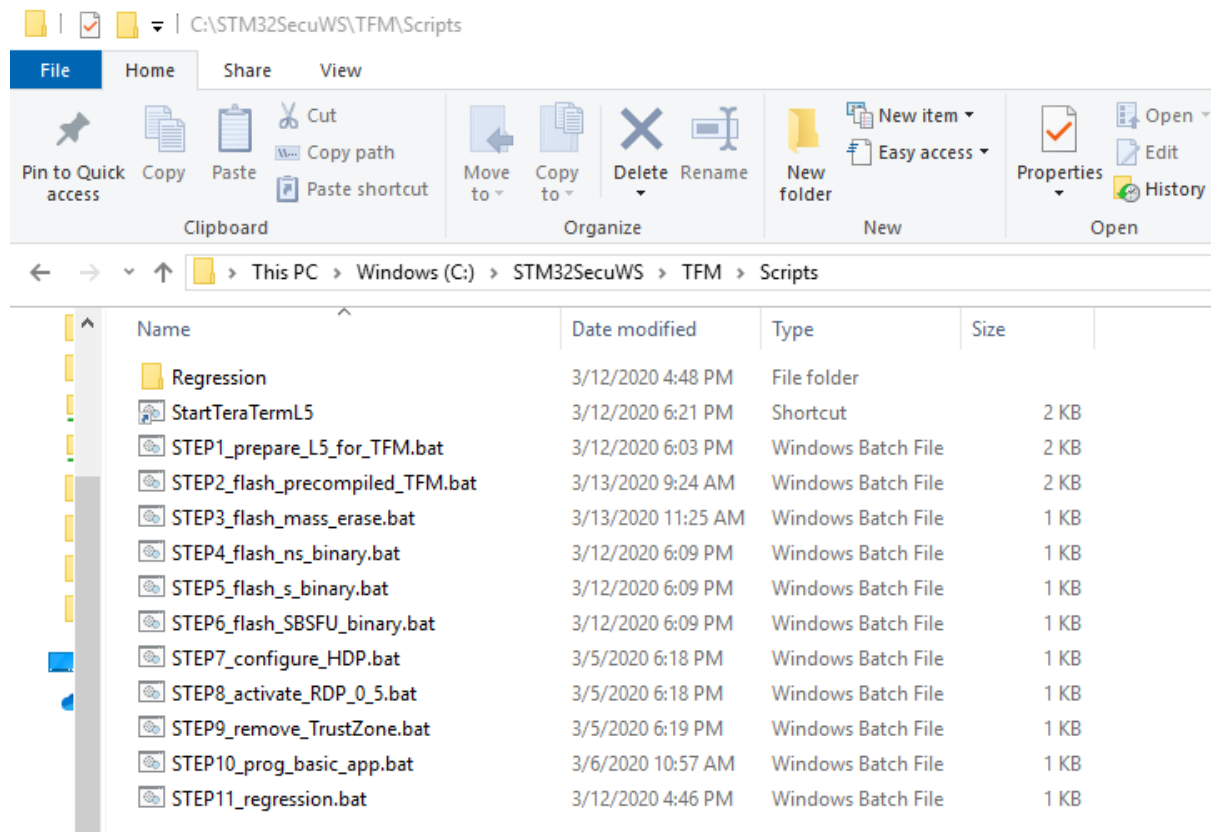 C:\STM32SecuWS\TFM\Scripts
File Home Share View
Pin to Quick access
Copy
Paste
Cut
Copy path
Paste shortcut
Move to
Copy to
Delete
Rename
New folder
New item
Easy access
Properties
Open
Edit
History
Clipboard Organize New Open
This PC > Windows (C:) > STM32SecuWS > TFM > Scripts
Name Date modified Type Size
Regression 3/12/2020 4:48 PM File folder
StartTeraTermL5 3/12/2020 6:21 PM Shortcut 2 KB
STEP1_prepare_L5_for_TFM.bat 3/12/2020 6:03 PM Windows Batch File 2 KB
STEP2_flash_precompiled_TFM.bat 3/13/2020 9:24 AM Windows Batch File 2 KB
STEP3_flash_mass_erase.bat 3/13/2020 11:25 AM Windows Batch File 1 KB
STEP4_flash_ns_binary.bat 3/12/2020 6:09 PM Windows Batch File 1 KB
STEP5_flash_s_binary.bat 3/12/2020 6:09 PM Windows Batch File 1 KB
STEP6_flash_SBSFU_binary.bat 3/12/2020 6:09 PM Windows Batch File 1 KB
STEP7_configure_HDP.bat 3/5/2020 6:18 PM Windows Batch File 1 KB
STEP8_activate_RDP_0_5.bat 3/5/2020 6:18 PM Windows Batch File 1 KB
STEP9_remove_TrustZone.bat 3/5/2020 6:19 PM Windows Batch File 1 KB
STEP10_prog_basic_app.bat 3/6/2020 10:57 AM Windows Batch File 1 KB
STEP11_regression.bat 3/12/2020 4:46 PM Windows Batch File 1 KB